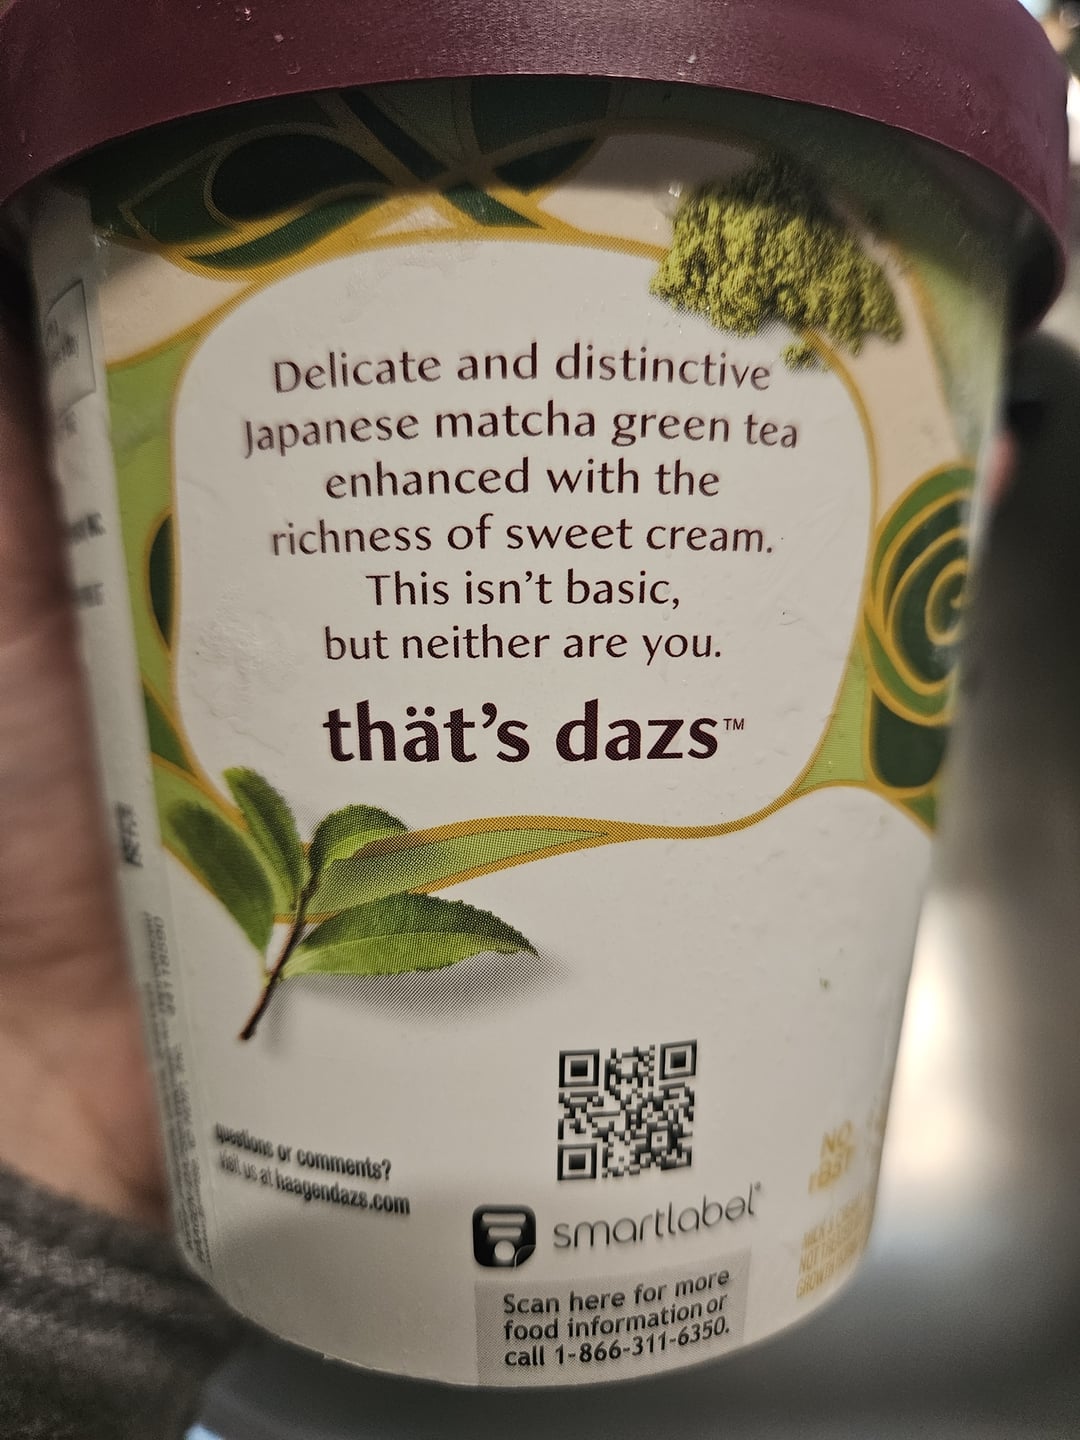 Delicate and distinctive
Japanese matcha green tea
enhanced with the
richness of sweet cream.
This isn't basic,
but neither are you.
thät's dazs™
questions or comments?
visit us at haagendazs.com
smartlabel®
Scan here for more
food information or
call 1-866-311-6350.
NO
rBST